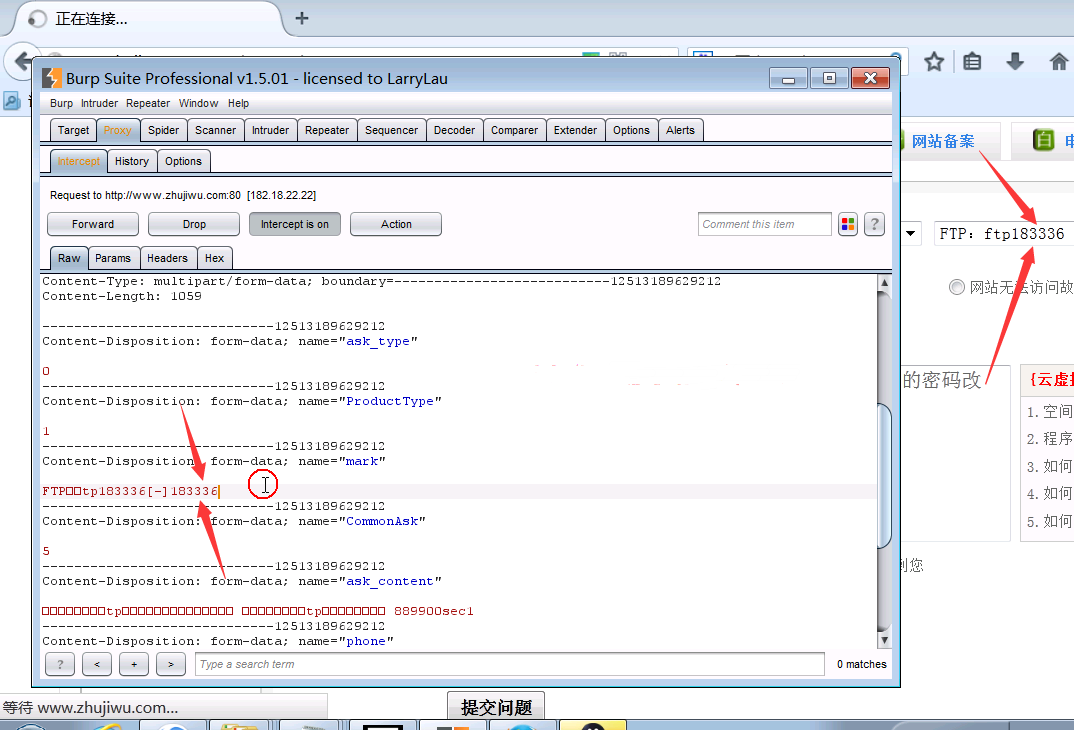 正在连接...
Burp Suite Professional v1.5.01 - licensed to LarryLau
Burp Intruder Repeater Window Help
Target Proxy Spider Scanner Intruder Repeater Sequencer Decoder Comparer Extender Options Alerts
网站备案
Intercept History Options
Request to http://www.zhujiwu.com:80 [182.18.22.22]
Forward Drop Intercept is on Action Comment this item ?
FTP: ftp183336
Raw Params Headers Hex
Content-Type: multipart/form-data; boundary=---------------------------12513189629212
网站无法访问故
Content-Length: 1059
-----------------------------12513189629212
Content-Disposition: form-data; name="ask_type"
0
的密码改
-----------------------------12513189629212
Content-Disposition: form-data; name="ProductType"
1. 空间
1
2. 程序
-----------------------------12513189629212
Content-Disposition: form-data; name="mark"
3. 如何
FTP□□tp183336[-]183336
4. 如何
-----------------------------12513189629212
Content-Disposition: form-data; name="CommonAsk"
5. 如何
5
-----------------------------12513189629212
到您
Content-Disposition: form-data; name="ask_content"
889900sec1
-----------------------------12513189629212
Content-Disposition: form-data; name="phone"
? < + > Type a search term 0 matches
等待 www.zhujiwu.com...
提交问题